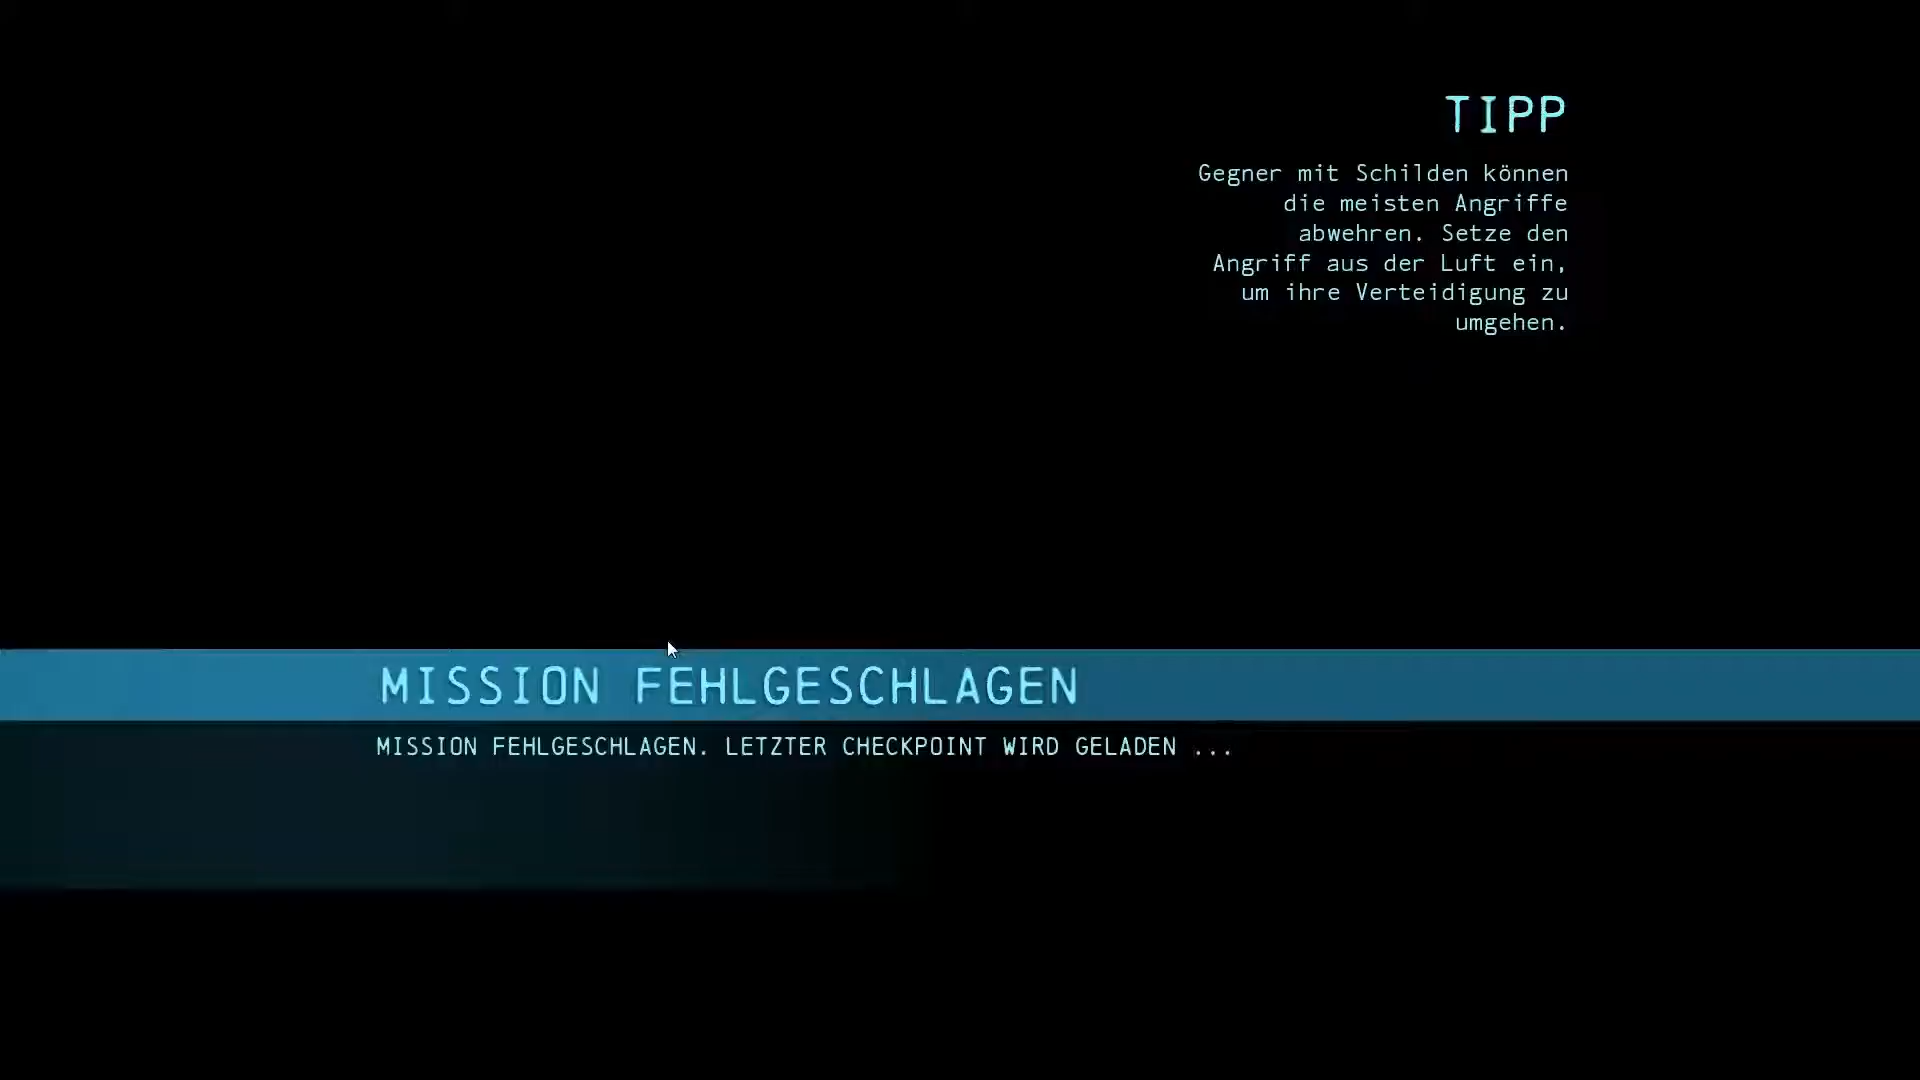 TIPP
Gegner mit Schilden können
die meisten Angriffe
abwehren. Setze den
Angriff aus der Luft ein,
um ihre Verteidigung zu
umgehen.
MISSION FEHLGESCHLAGEN
MISSION FEHLGESCHLAGEN. LETZTER CHECKPOINT WIRD GELADEN ...